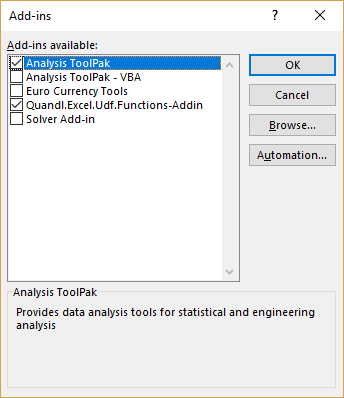 Add-ins
?
Add-ins available:
Analysis ToolPak
Analysis ToolPak - VBA
Euro Currency Tools
Quandl.Excel.Udf.Functions-Addin
Solver Add-in
OK
Cancel
Browse...
Automation...
Analysis ToolPak
Provides data analysis tools for statistical and engineering
analysis